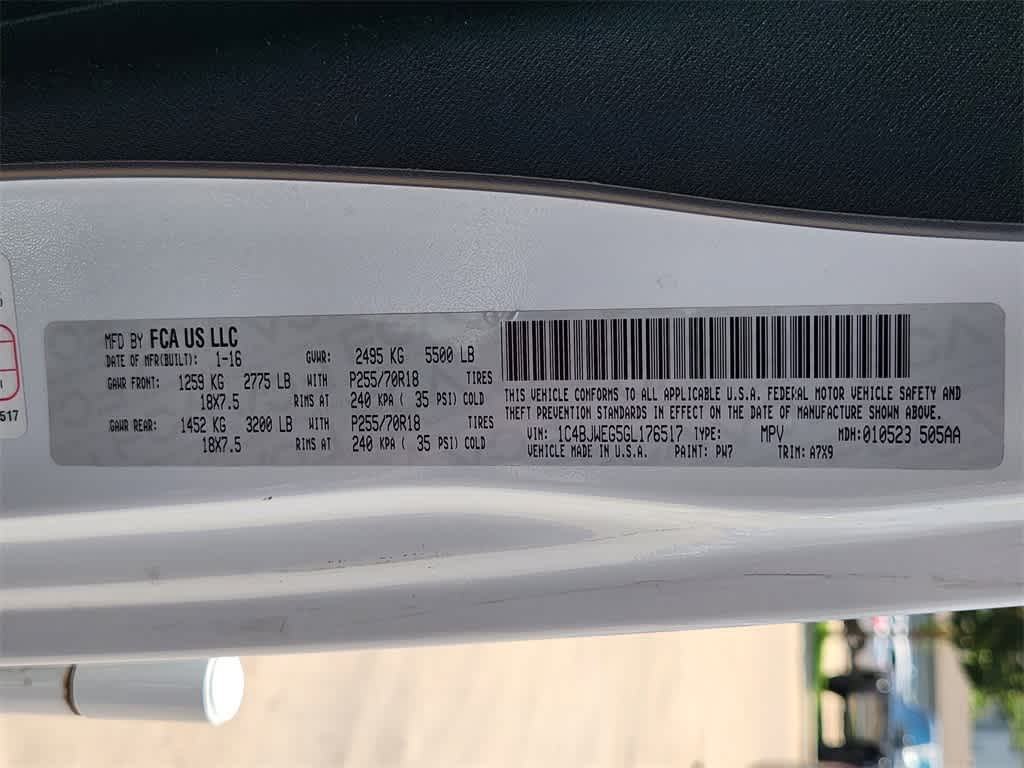 MFD BY FCA US LLC
DATE OF MFR(BUILT): 1-16 GVWR: 2495 KG 5500 LB
GAWR FRONT: 1259 KG 2775 LB WITH P255/70R18 TIRES
18X7.5 RIMS AT 240 KPA ( 35 PSI) COLD
GAWR REAR: 1452 KG 3200 LB WITH P255/70R18 TIRES
18X7.5 RIMS AT 240 KPA ( 35 PSI) COLD
THIS VEHICLE CONFORMS TO ALL APPLICABLE U.S.A. FEDERAL MOTOR VEHICLE SAFETY AND
THEFT PREVENTION STANDARDS IN EFFECT ON THE DATE OF MANUFACTURE SHOWN ABOVE.
VIN: 1C4BJWEG5GL176517 TYPE: MPV MDH:010523 505AA
VEHICLE MADE IN U.S.A. PAINT: PW7 TRIM: A7X9
517